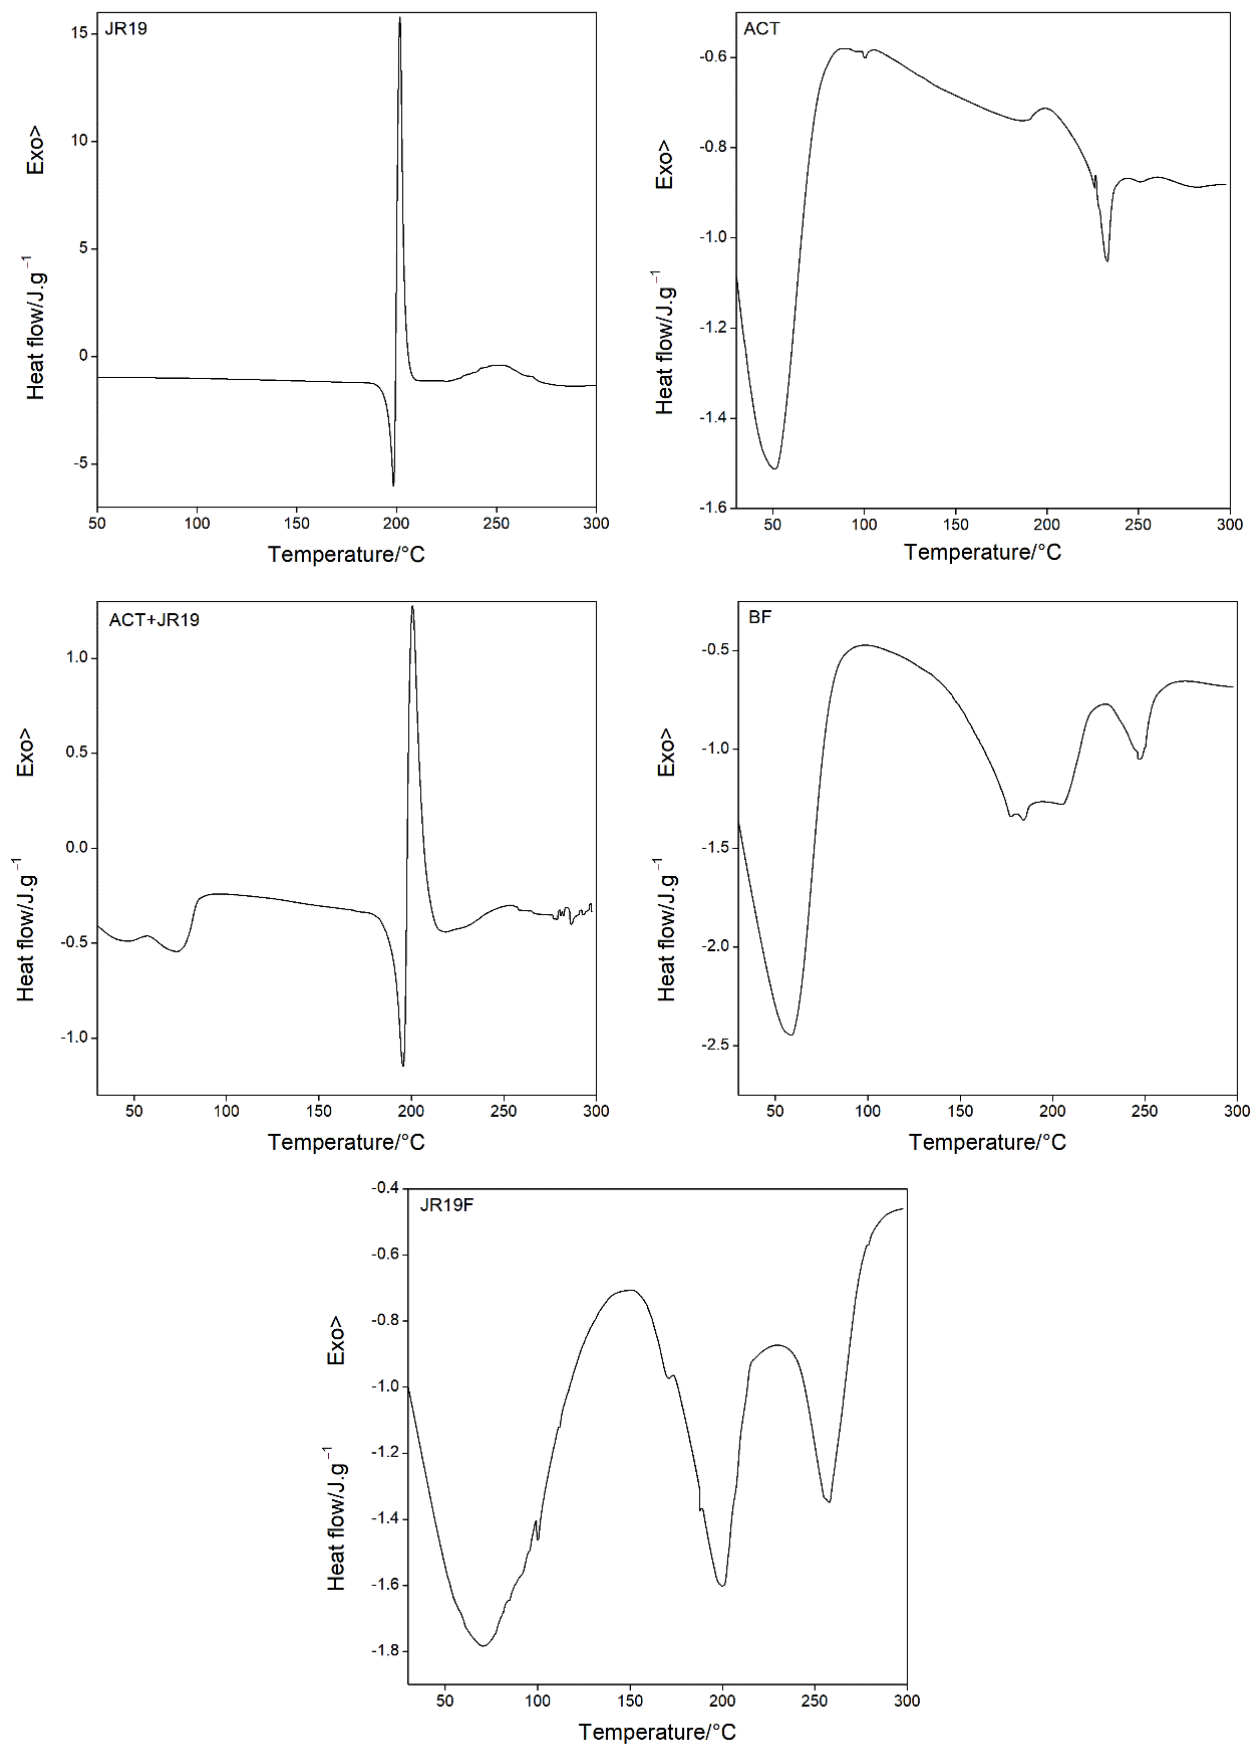 JR19
Heat flow/J.g⁻¹ Exo>
15
10
5
0
-5
50 100 150 200 250 300
Temperature/°C
ACT
Heat flow/J.g⁻¹ Exo>
-0.6
-0.8
-1.0
-1.2
-1.4
-1.6
50 100 150 200 250 300
Temperature/°C
ACT+JR19
Heat flow/J.g⁻¹ Exo>
1.0
0.5
0.0
-0.5
-1.0
50 100 150 200 250 300
Temperature/°C
BF
Heat flow/J.g⁻¹ Exo>
-0.5
-1.0
-1.5
-2.0
-2.5
50 100 150 200 250 300
Temperature/°C
JR19F
Heat flow/J.g⁻¹ Exo>
-0.4
-0.6
-0.8
-1.0
-1.2
-1.4
-1.6
-1.8
50 100 150 200 250 300
Temperature/°C